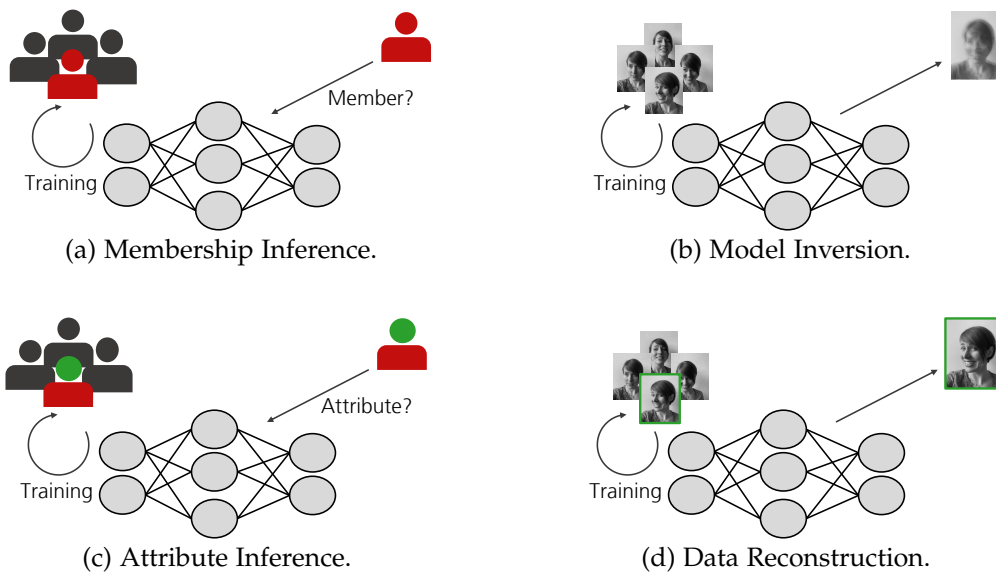 Member?
Training
(a) Membership Inference.
Training
(b) Model Inversion.
Attribute?
Training
(c) Attribute Inference.
Training
(d) Data Reconstruction.